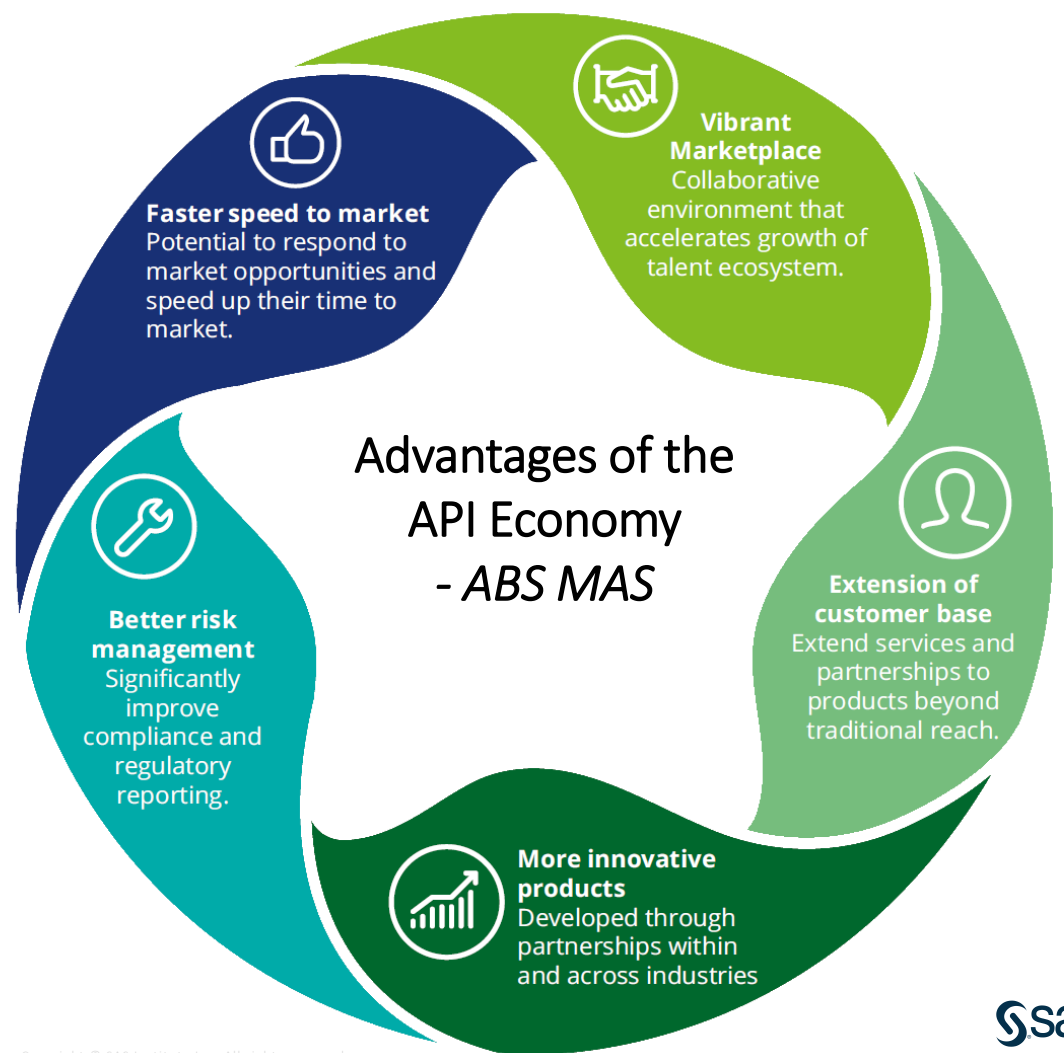 Vibrant
Marketplace
Collaborative
environment that
accelerates growth of
talent ecosystem.
Faster speed to market
Potential to respond to
market opportunities and
speed up their time to
market.
Advantages of the
API Economy
- ABS MAS
Extension of
customer base
Extend services and
partnerships to
products beyond
traditional reach.
Better risk
management
Significantly
improve
compliance and
regulatory
reporting.
More innovative
products
Developed through
partnerships within
and across industries